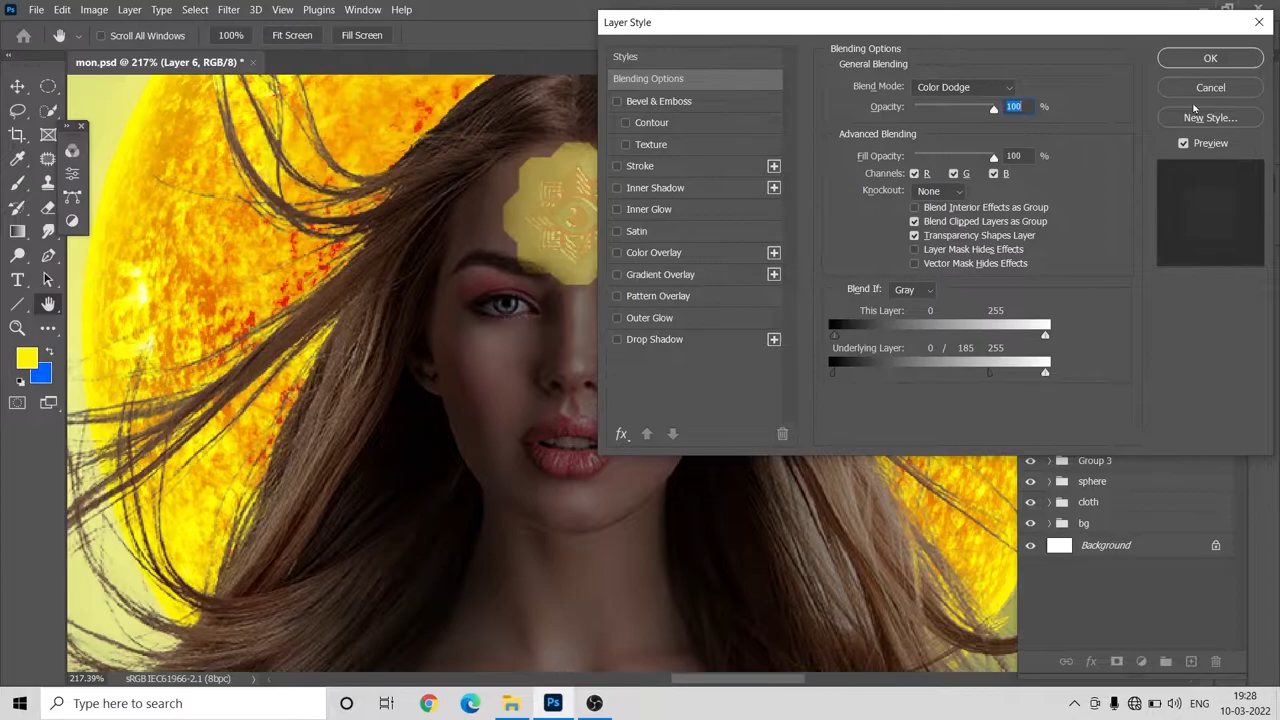 Ps File Edit Image Layer Type Select Filter 3D View Plugins Window Help
Scroll All Windows 100% Fit Screen Fill Screen
mon.psd @ 217% (Layer 6, RGB/8) *
Layer Style
Styles
Blending Options
Bevel & Emboss
Contour
Texture
Stroke
Inner Shadow
Inner Glow
Satin
Color Overlay
Gradient Overlay
Pattern Overlay
Outer Glow
Drop Shadow
fx
Blending Options
General Blending
Blend Mode: Color Dodge
Opacity: 100 %
Advanced Blending
Fill Opacity: 100 %
Channels: R G B
Knockout: None
Blend Interior Effects as Group
Blend Clipped Layers as Group
Transparency Shapes Layer
Layer Mask Hides Effects
Vector Mask Hides Effects
Blend If: Gray
This Layer: 0 255
Underlying Layer: 0 / 185 255
OK
Cancel
New Style...
Preview
Group 3
sphere
cloth
bg
Background
fx
217.39% sRGB IEC61966-2.1 (8bpc)
Type here to search
Ps
ENG
19:28
10-03-2022